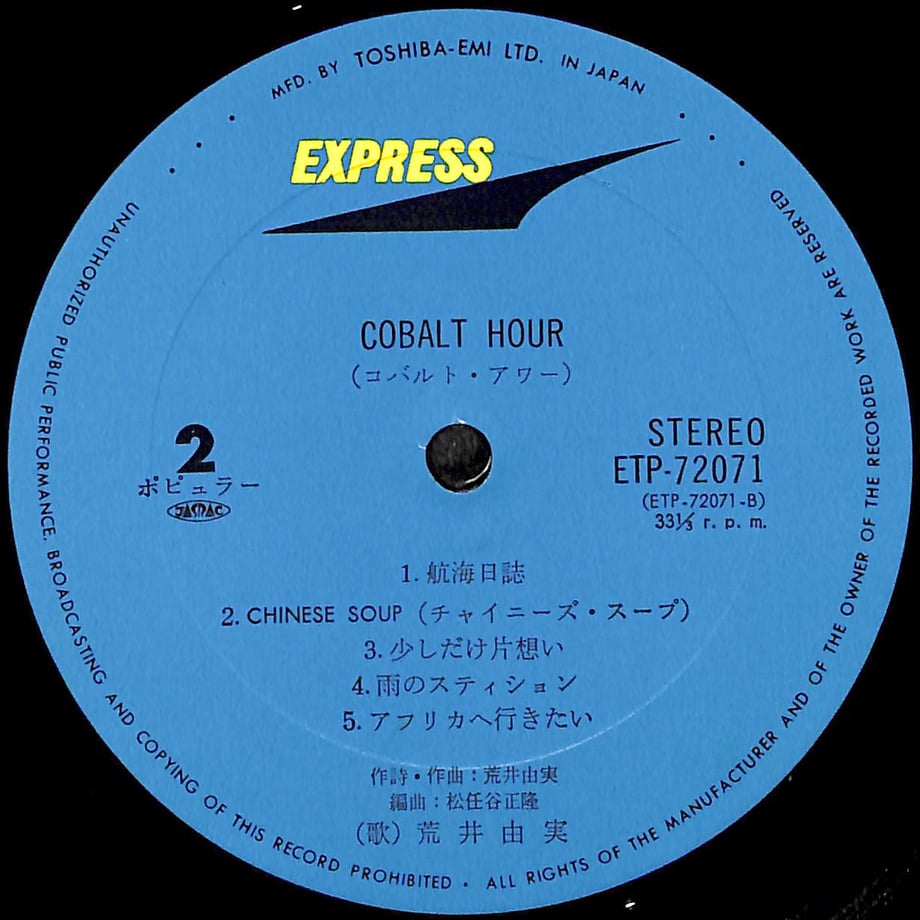 MFD. BY TOSHIBA-EMI LTD. IN JAPAN
EXPRESS
COBALT HOUR
(コバルト・アワー)
2
ポピュラー
JASRAC
STEREO
ETP-72071
(ETP-72071-B)
33⅓ r. p. m.
1. 航海日誌
2. CHINESE SOUP (チャイニーズ・スープ)
3. 少しだけ片想い
4. 雨のスティション
5. アフリカへ行きたい
作詩・作曲：荒井由実
編曲：松任谷正隆
(歌) 荒井由実
UNAUTHORIZED PUBLIC PERFORMANCE, BROADCASTING AND COPYING OF THIS RECORD PROHIBITED • ALL RIGHTS OF THE MANUFACTURER AND OF THE OWNER OF THE RECORDED WORK ARE RESERVED